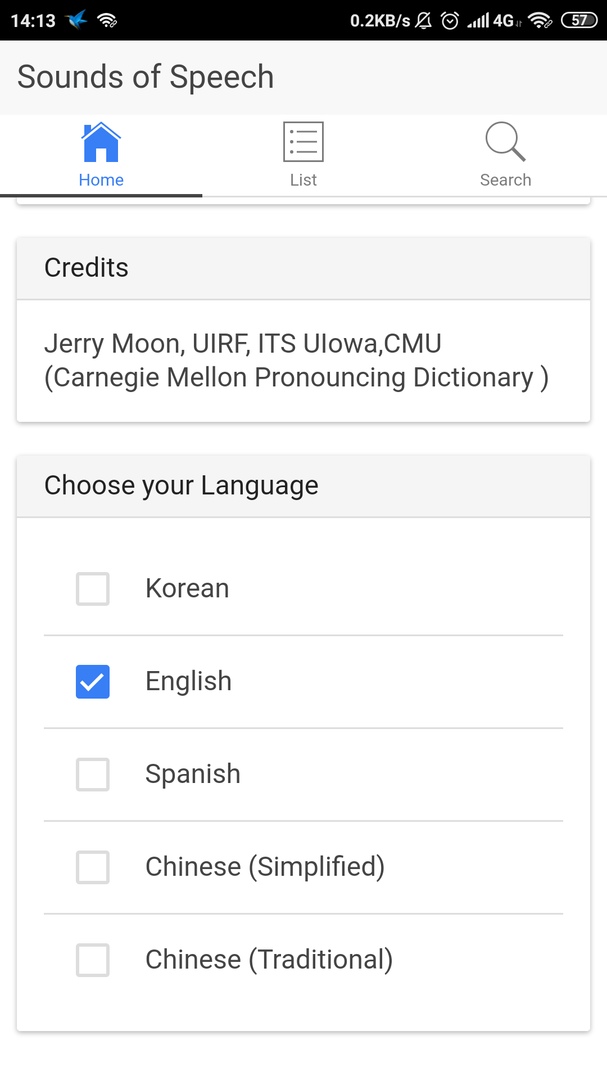 14:13 0.2KB/s 4G 57
Sounds of Speech
Home List Search
Credits
Jerry Moon, UIRF, ITS UIowa,CMU
(Carnegie Mellon Pronouncing Dictionary )
Choose your Language
Korean
English
Spanish
Chinese (Simplified)
Chinese (Traditional)